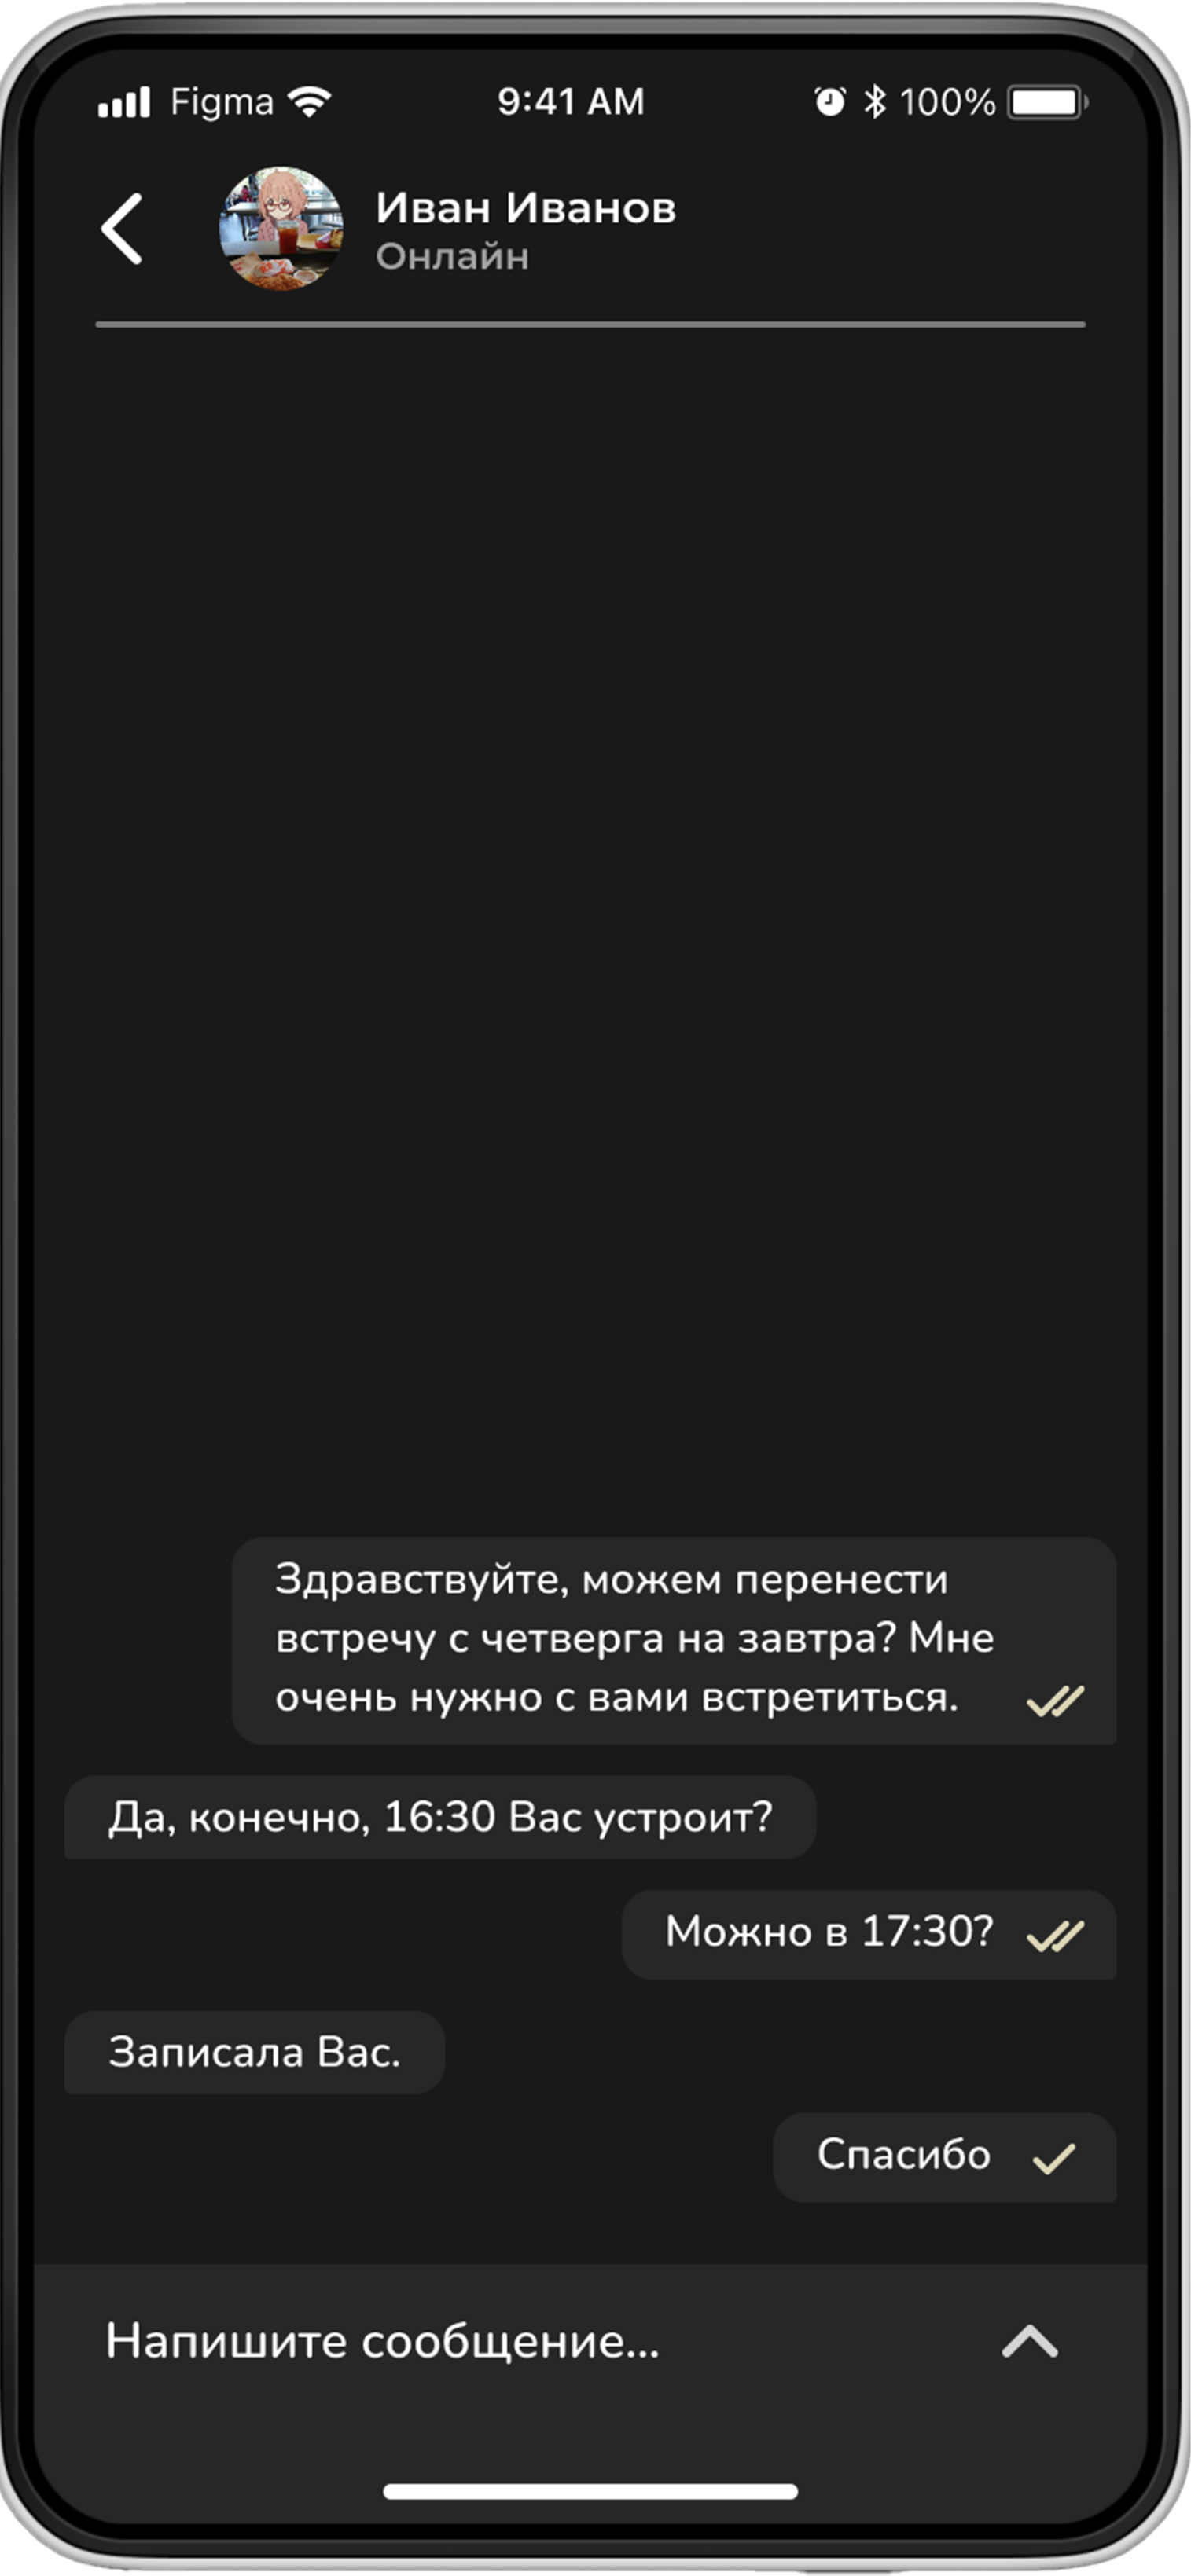 Figma 9:41 AM 100%
Иван Иванов
Онлайн
Здравствуйте, можем перенести
встречу с четверга на завтра? Мне
очень нужно с вами встретиться.
Да, конечно, 16:30 Вас устроит?
Можно в 17:30?
Записала Вас.
Спасибо
Напишите сообщение...